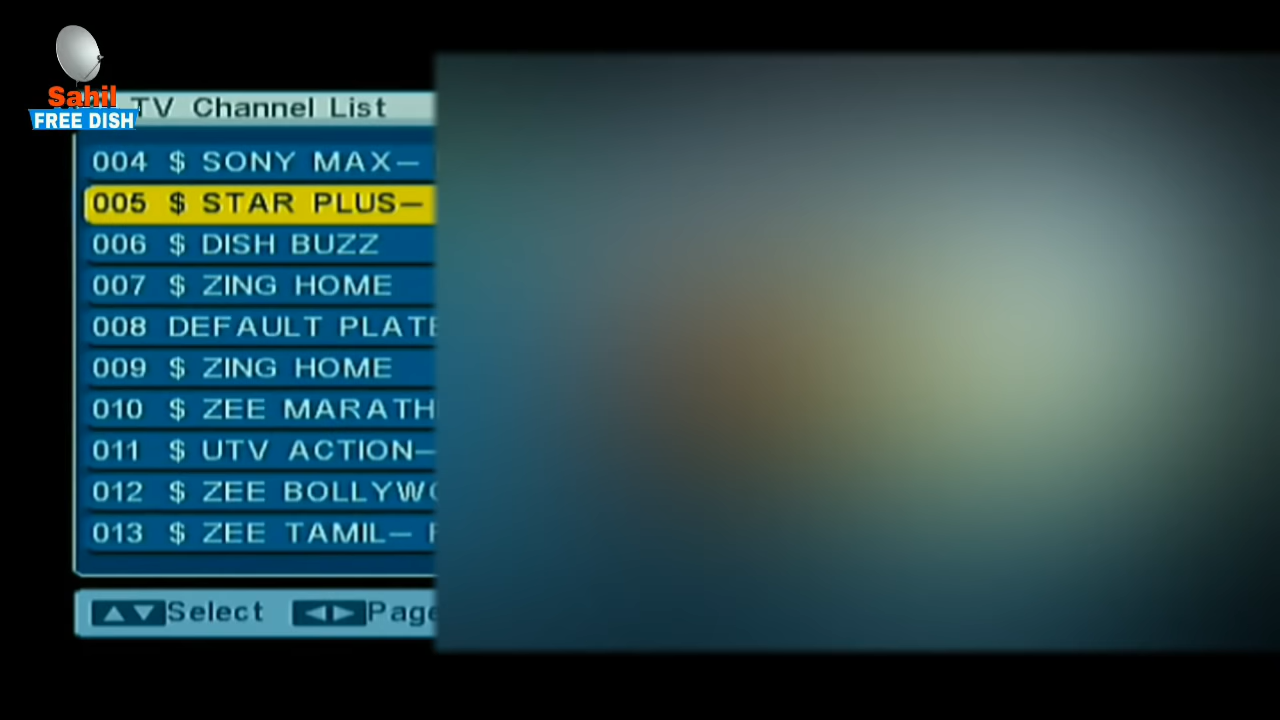 Sahil
FREE DISH
TV Channel List
004 $ SONY MAX—
005 $ STAR PLUS—
006 $ DISH BUZZ
007 $ ZING HOME
008 DEFAULT PLATE
009 $ ZING HOME
010 $ ZEE MARATH
011 $ UTV ACTION—
012 $ ZEE BOLLYWO
013 $ ZEE TAMIL—
Select
Page